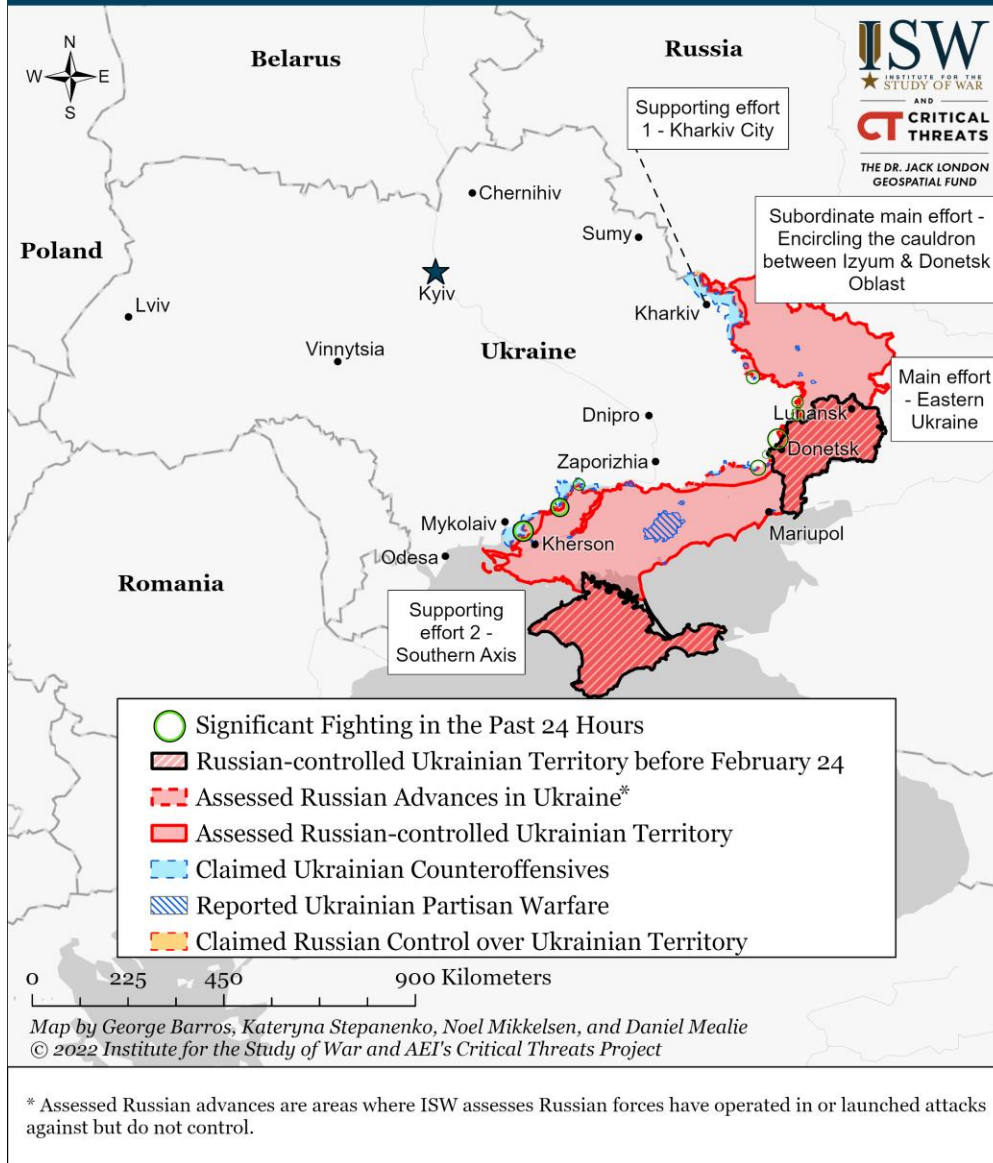 N
W
E
S
Belarus
Russia
ISW
INSTITUTE FOR THE
STUDY OF WAR
AND
CT CRITICAL
THREATS
THE DR. JACK LONDON
GEOSPATIAL FUND
Supporting effort
1 - Kharkiv City
Chernihiv
Sumy
Subordinate main effort -
Encircling the cauldron
between Izyum & Donetsk
Oblast
Poland
Kyiv
Lviv
Kharkiv
Vinnytsia
Ukraine
Main effort
- Eastern
Ukraine
Dnipro
Luhansk
Donetsk
Zaporizhia
Mykolaiv
Mariupol
Odesa
Kherson
Romania
Supporting
effort 2 -
Southern Axis
Significant Fighting in the Past 24 Hours
Russian-controlled Ukrainian Territory before February 24
Assessed Russian Advances in Ukraine*
Assessed Russian-controlled Ukrainian Territory
Claimed Ukrainian Counteroffensives
Reported Ukrainian Partisan Warfare
Claimed Russian Control over Ukrainian Territory
0 225 450 900 Kilometers
Map by George Barros, Kateryna Stepanenko, Noel Mikkelsen, and Daniel Mealie
© 2022 Institute for the Study of War and AEI's Critical Threats Project
* Assessed Russian advances are areas where ISW assesses Russian forces have operated in or launched attacks
against but do not control.